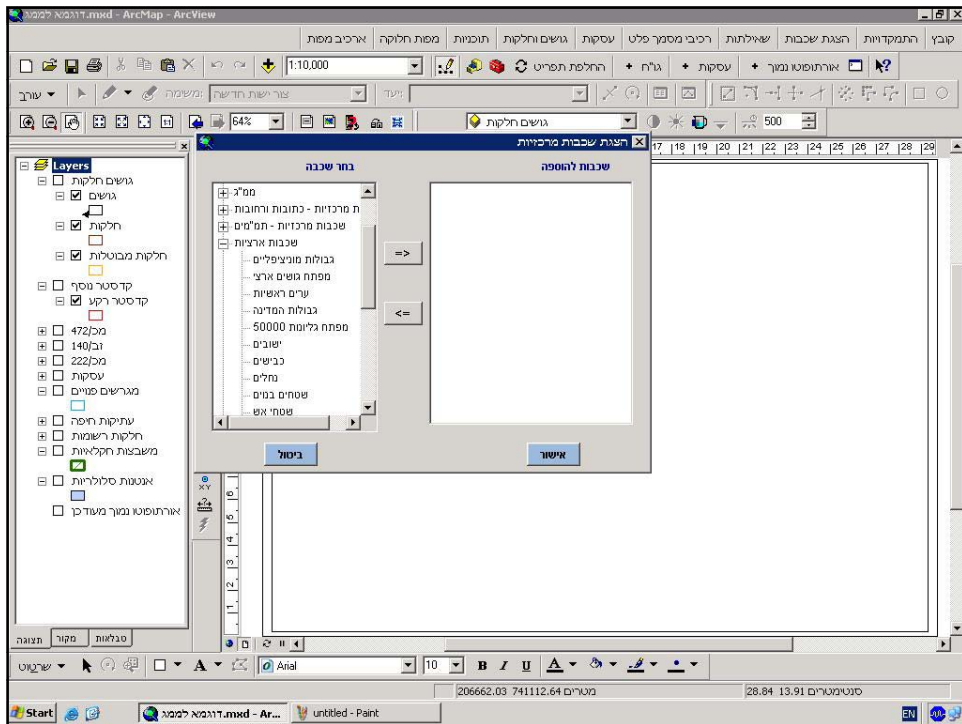 דוגמא לממג.mxd - ArcMap - ArcView
קובץ התמקדויות הצגת שכבות שאילתות רכיבי מסמך פלט עסקות גושים וחלקות תוכניות מפות חלוקה ארכיב מפות
1:10,000 החלפת תפריט גו"ח עסקות אורתופוטו נמוך
עורך משימה: צור ישות חדשה יעד:
64% גושים חלקות 500
הצגת שכבות מרכזיות
17 18 19 20 21 22 23 24 25 26 27 28 29
בחר שכבה
שכבות להוספה
ממ"ג
ת מרכזיות - כתובות ורחובות
שכבות מרכזיות - תמ"מים
שכבות ארציות
גבולות מוניציפליים
מפתח גושים ארצי
ערים ראשיות
גבולות המדינה
מפתח גליונות 50000
ישובים
כבישים
נחלים
שטחים בנויים
שטחי אש
=>
<=
ביטול
אישור
Layers
גושים חלקות
גושים
חלקות
חלקות מבוטלות
קדסטר נוסף
קדסטר רקע
מכ/472
זב/140
מכ/222
עסקות
מגרשים פנויים
עתיקות חיפה
חלקות רשומות
משבצות חקלאיות
אנטנות סלולריות
אורתופוטו נמוך מעודכן
XY
תצוגה מקור טבלאות
שרטוט A Arial 10 B I U A
206662.03 741112.64 מטרים
28.84 13.91 סנטימטרים
Start דוגמא לממג.mxd - Ar... untitled - Paint EN